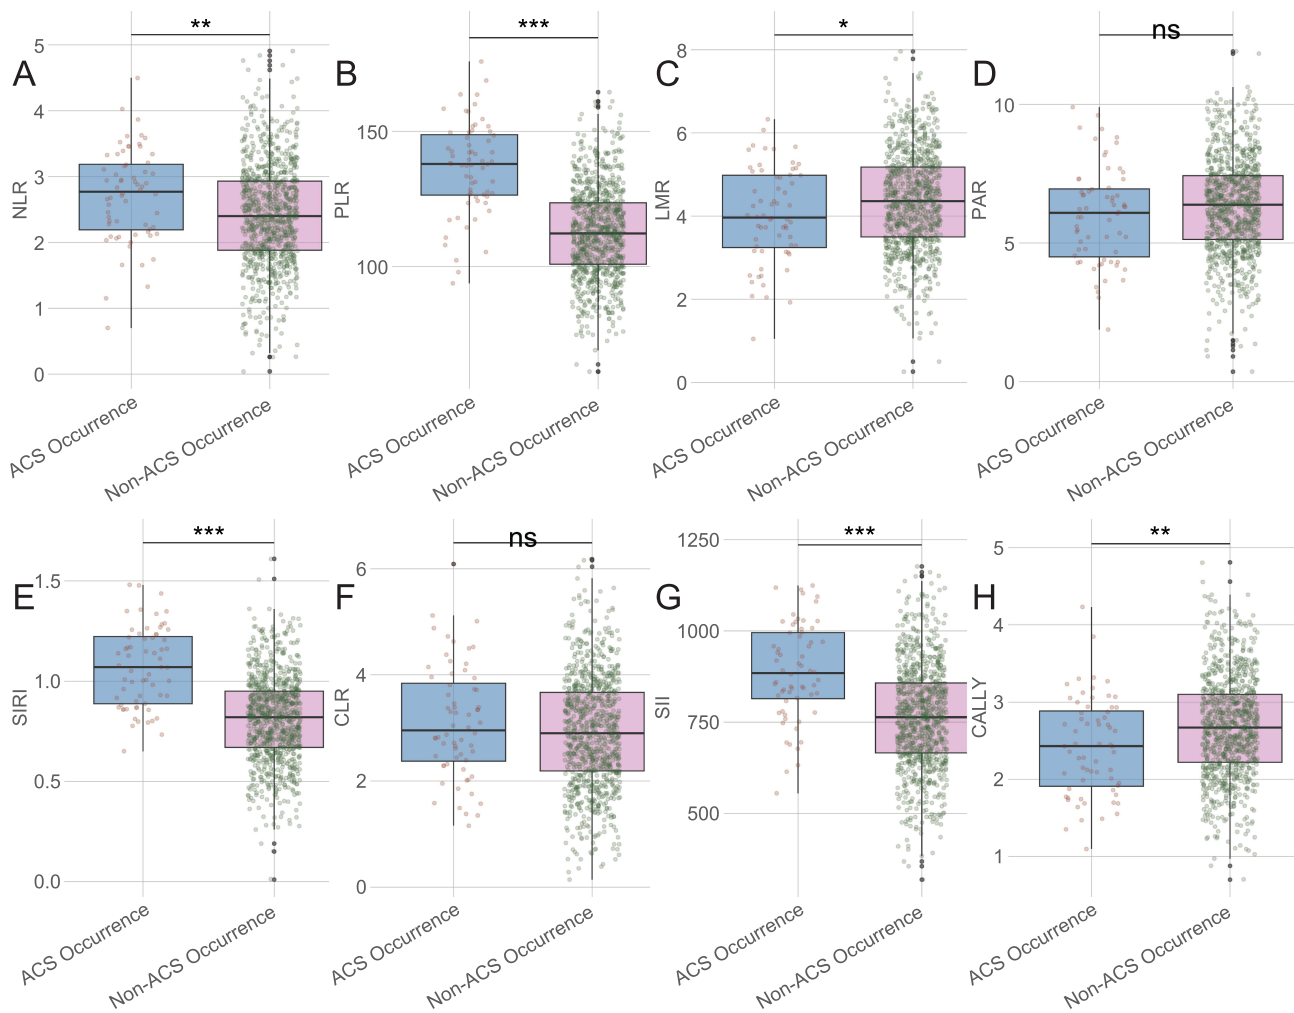 **
***
*
ns
A
B
C
D
NLR
5
4
3
2
1
0
PLR
150
100
LMR
8
6
4
2
0
PAR
10
5
0
ACS Occurrence
Non-ACS Occurrence
ACS Occurrence
Non-ACS Occurrence
ACS Occurrence
Non-ACS Occurrence
ACS Occurrence
Non-ACS Occurrence
***
ns
***
**
E
F
G
H
SIRI
1.5
1.0
0.5
0.0
CLR
6
4
2
0
SII
1250
1000
750
500
CALLY
5
4
3
2
1
ACS Occurrence
Non-ACS Occurrence
ACS Occurrence
Non-ACS Occurrence
ACS Occurrence
Non-ACS Occurrence
ACS Occurrence
Non-ACS Occurrence